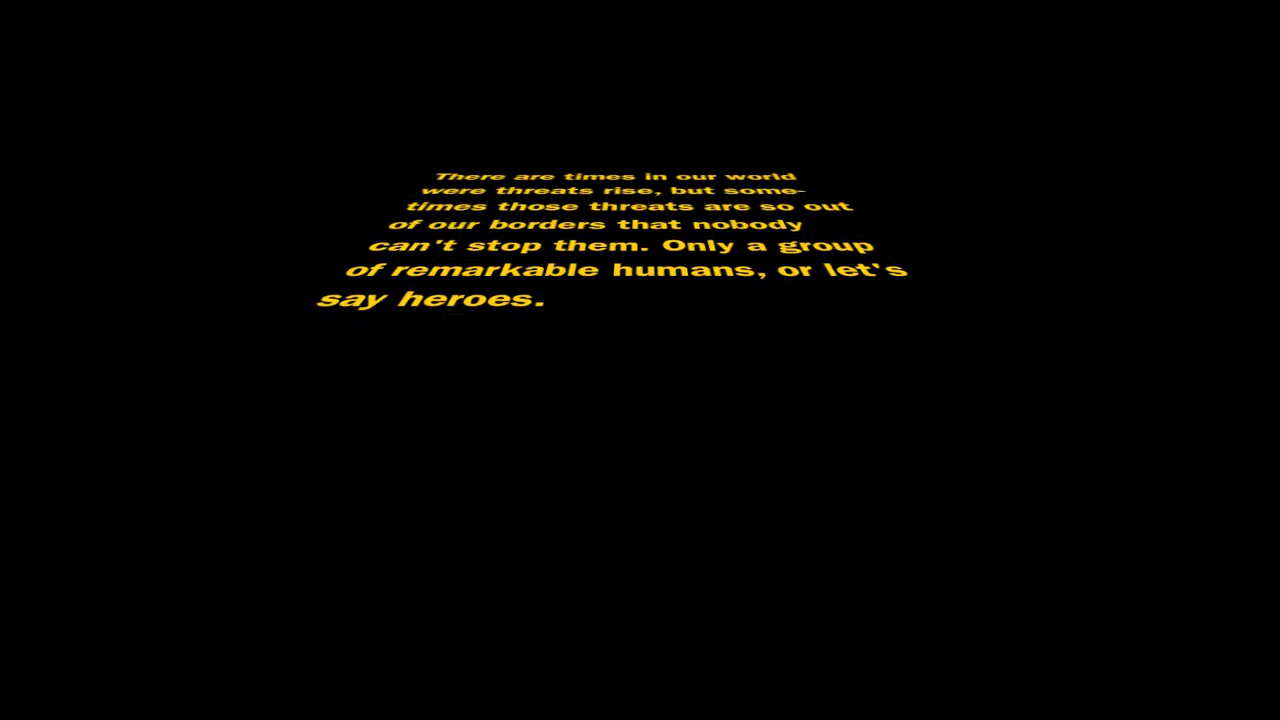 There are times in our world
were threats rise, but some-
times those threats are so out
of our borders that nobody
can't stop them. Only a group
of remarkable humans, or let's
say heroes.